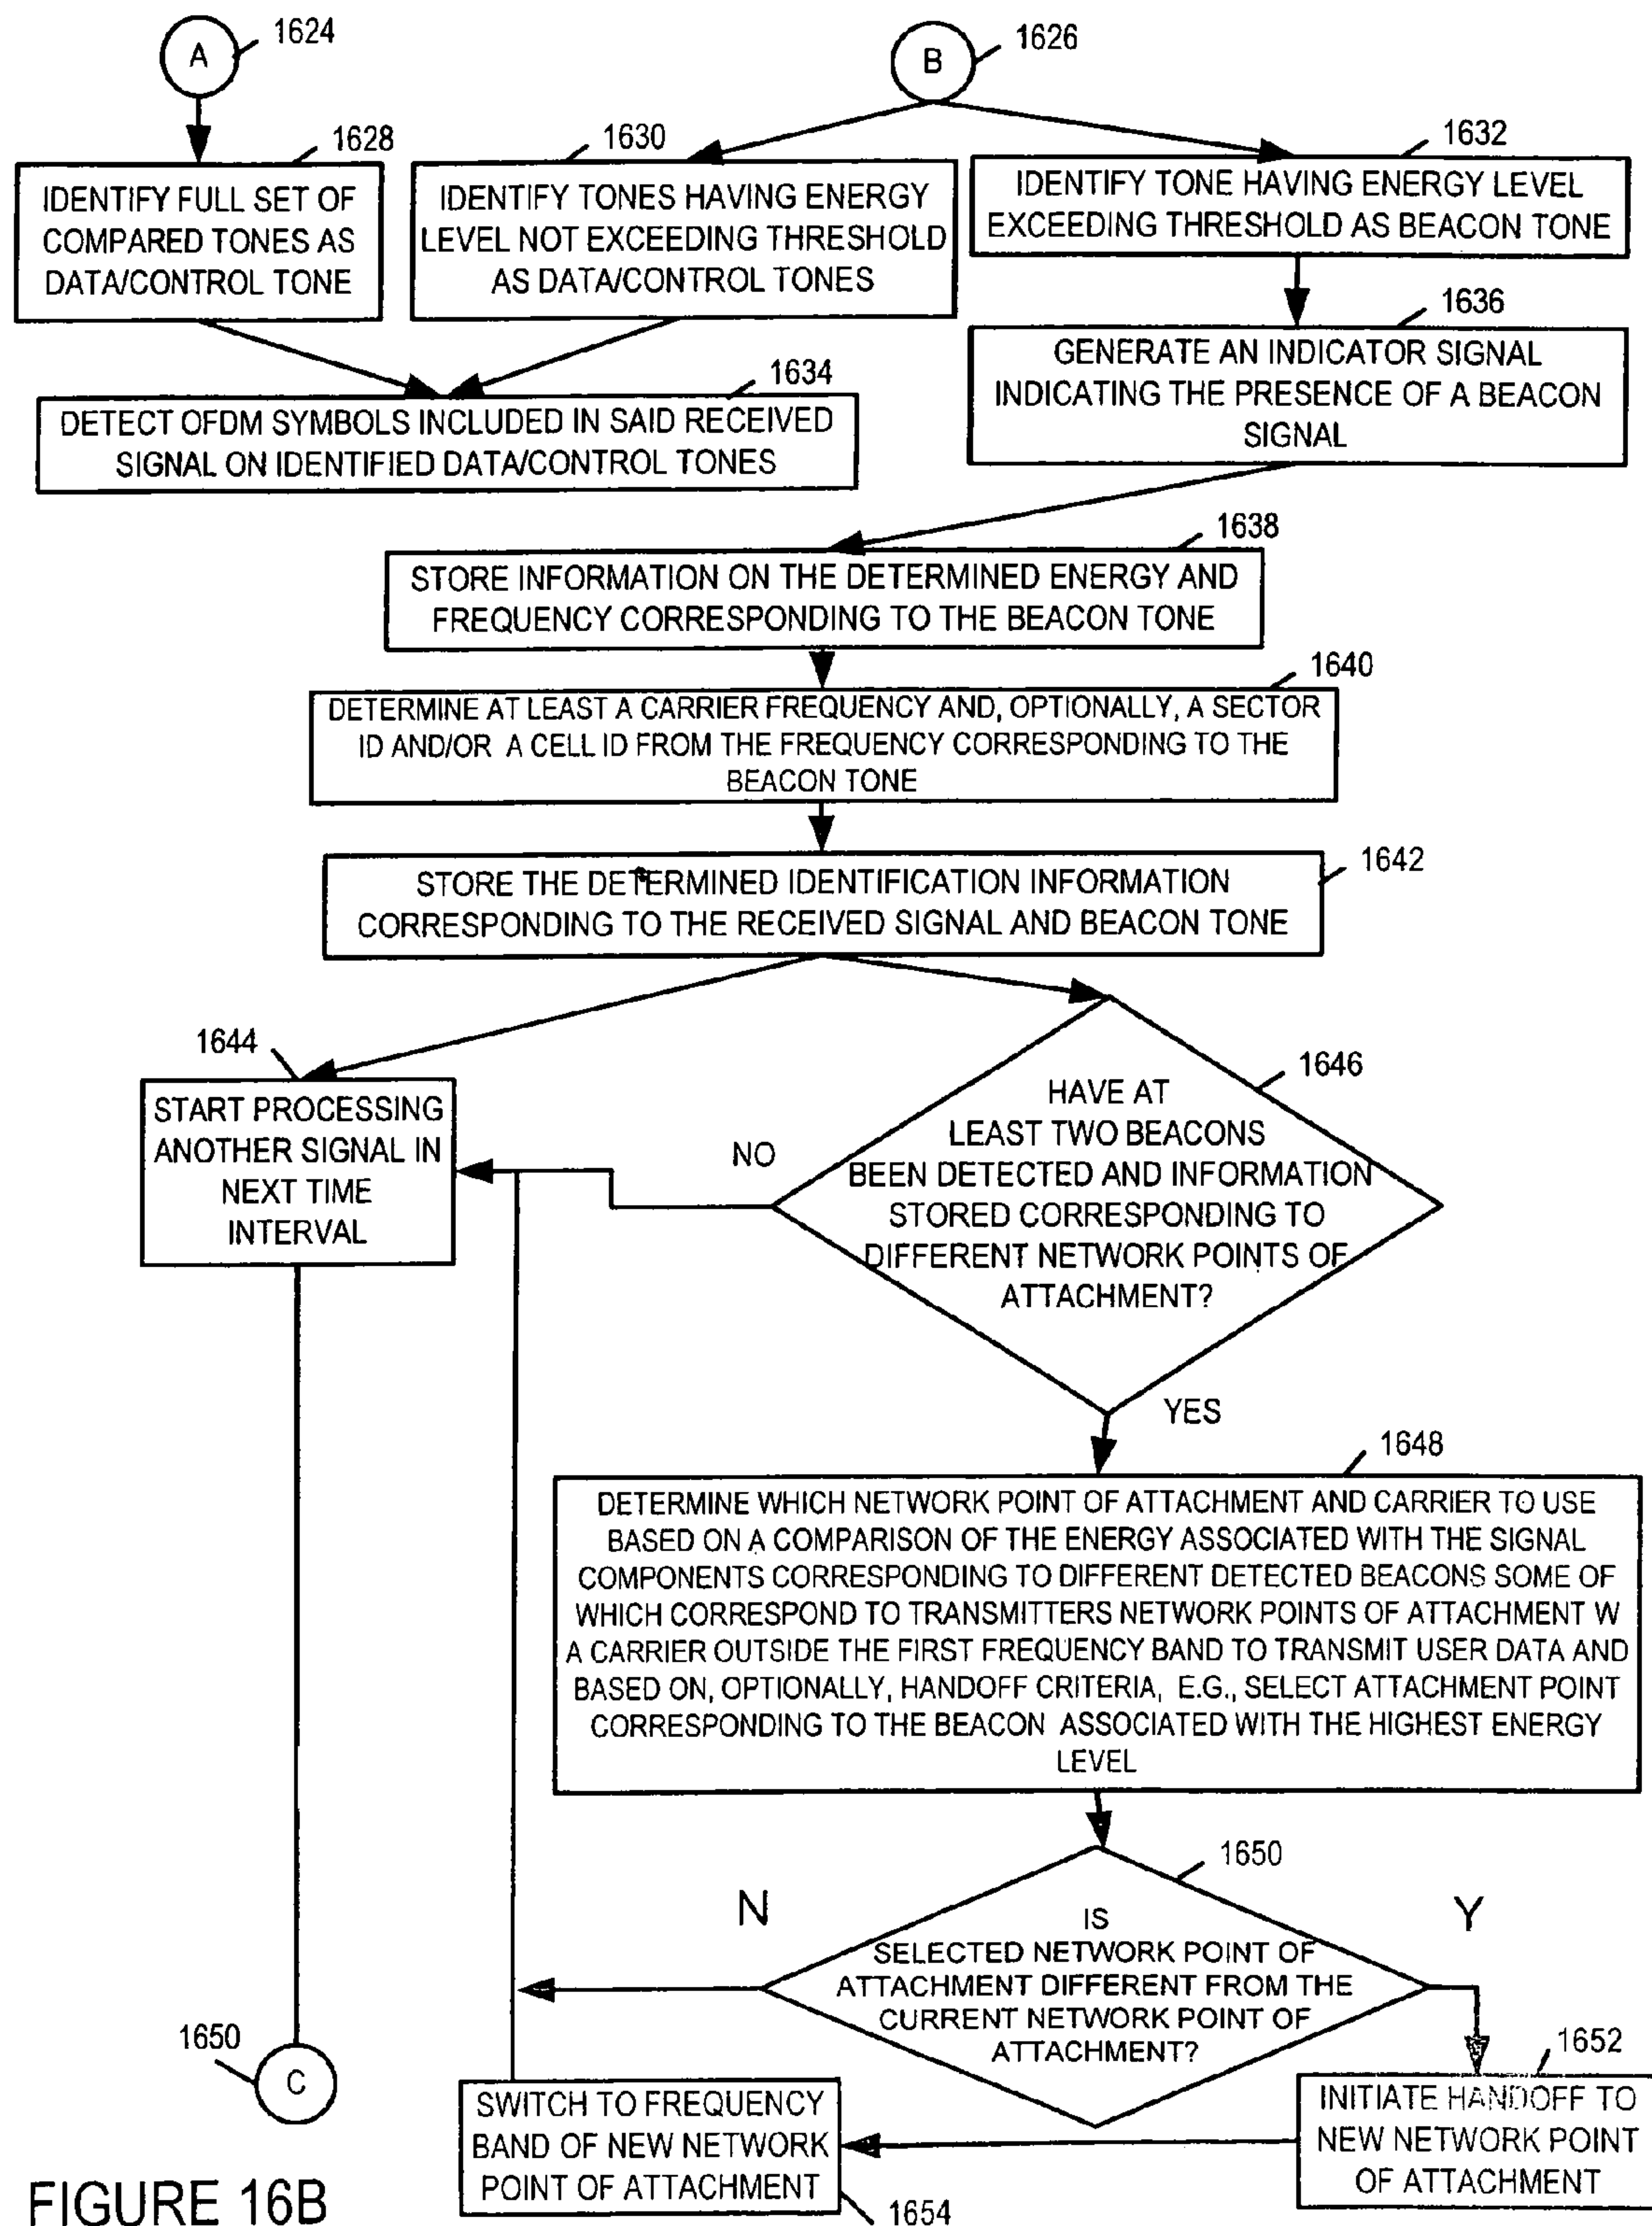 A
1624
B
1626
1628
IDENTIFY FULL SET OF
COMPARED TONES AS
DATA/CONTROL TONE
1630
IDENTIFY TONES HAVING ENERGY
LEVEL NOT EXCEEDING THRESHOLD
AS DATA/CONTROL TONES
1632
IDENTIFY TONE HAVING ENERGY LEVEL
EXCEEDING THRESHOLD AS BEACON TONE
1634
DETECT OFDM SYMBOLS INCLUDED IN SAID RECEIVED
SIGNAL ON IDENTIFIED DATA/CONTROL TONES
1636
GENERATE AN INDICATOR SIGNAL
INDICATING THE PRESENCE OF A BEACON
SIGNAL
1638
STORE INFORMATION ON THE DETERMINED ENERGY AND
FREQUENCY CORRESPONDING TO THE BEACON TONE
1640
DETERMINE AT LEAST A CARRIER FREQUENCY AND, OPTIONALLY, A SECTOR
ID AND/OR A CELL ID FROM THE FREQUENCY CORRESPONDING TO THE
BEACON TONE
1642
STORE THE DETERMINED IDENTIFICATION INFORMATION
CORRESPONDING TO THE RECEIVED SIGNAL AND BEACON TONE
1644
START PROCESSING
ANOTHER SIGNAL IN
NEXT TIME
INTERVAL
1646
HAVE AT
LEAST TWO BEACONS
BEEN DETECTED AND INFORMATION
STORED CORRESPONDING TO
DIFFERENT NETWORK POINTS OF
ATTACHMENT?
NO
YES
1648
DETERMINE WHICH NETWORK POINT OF ATTACHMENT AND CARRIER TO USE
BASED ON A COMPARISON OF THE ENERGY ASSOCIATED WITH THE SIGNAL
COMPONENTS CORRESPONDING TO DIFFERENT DETECTED BEACONS SOME OF
WHICH CORRESPOND TO TRANSMITTERS NETWORK POINTS OF ATTACHMENT W
A CARRIER OUTSIDE THE FIRST FREQUENCY BAND TO TRANSMIT USER DATA AND
BASED ON, OPTIONALLY, HANDOFF CRITERIA, E.G., SELECT ATTACHMENT POINT
CORRESPONDING TO THE BEACON ASSOCIATED WITH THE HIGHEST ENERGY
LEVEL
1650
N
Y
IS
SELECTED NETWORK POINT OF
ATTACHMENT DIFFERENT FROM THE
CURRENT NETWORK POINT OF
ATTACHMENT?
1652
INITIATE HANDOFF TO
NEW NETWORK POINT
OF ATTACHMENT
SWITCH TO FREQUENCY
BAND OF NEW NETWORK
POINT OF ATTACHMENT
1654
1650
C
FIGURE 16B